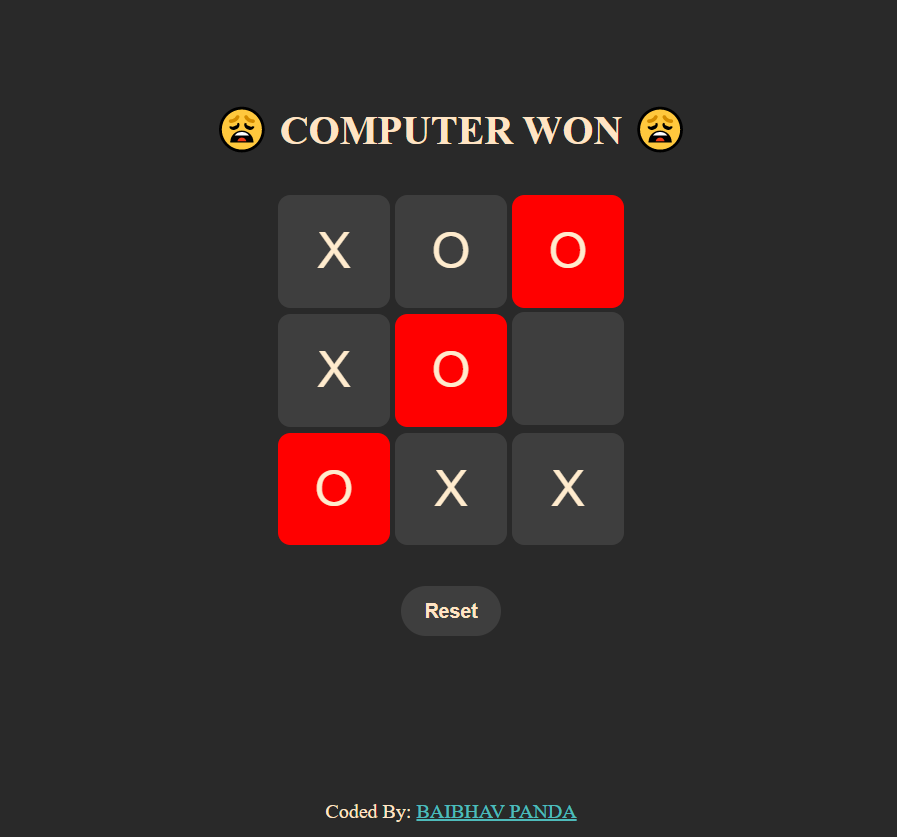 😩 COMPUTER WON 😩
X O O
X O
O X X
Reset
Coded By: BAIBHAV PANDA